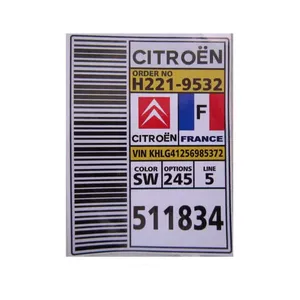 CITROËN
ORDER NO
H221-9532
F
CITROËN FRANCE
VIN KHLG41256985372
COLOR OPTIONS LINE
SW 245 5
511834